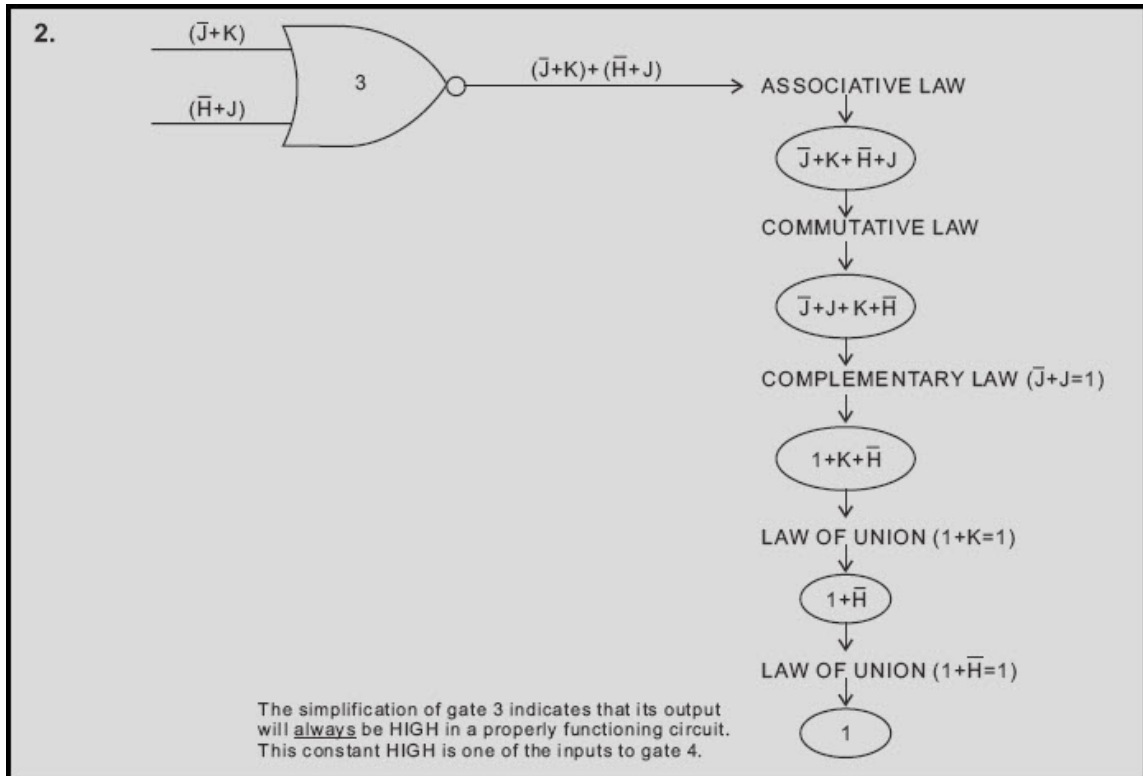 2.
(J̅+K)
(H̅+J)
3
(J̅+K)+(H̅+J)
ASSOCIATIVE LAW
J̅+K+H̅+J
COMMUTATIVE LAW
J̅+J+K+H̅
COMPLEMENTARY LAW (J̅+J=1)
1+K+H̅
LAW OF UNION (1+K=1)
1+H̅
LAW OF UNION (1+H̅=1)
1
The simplification of gate 3 indicates that its output
will always be HIGH in a properly functioning circuit.
This constant HIGH is one of the inputs to gate 4.